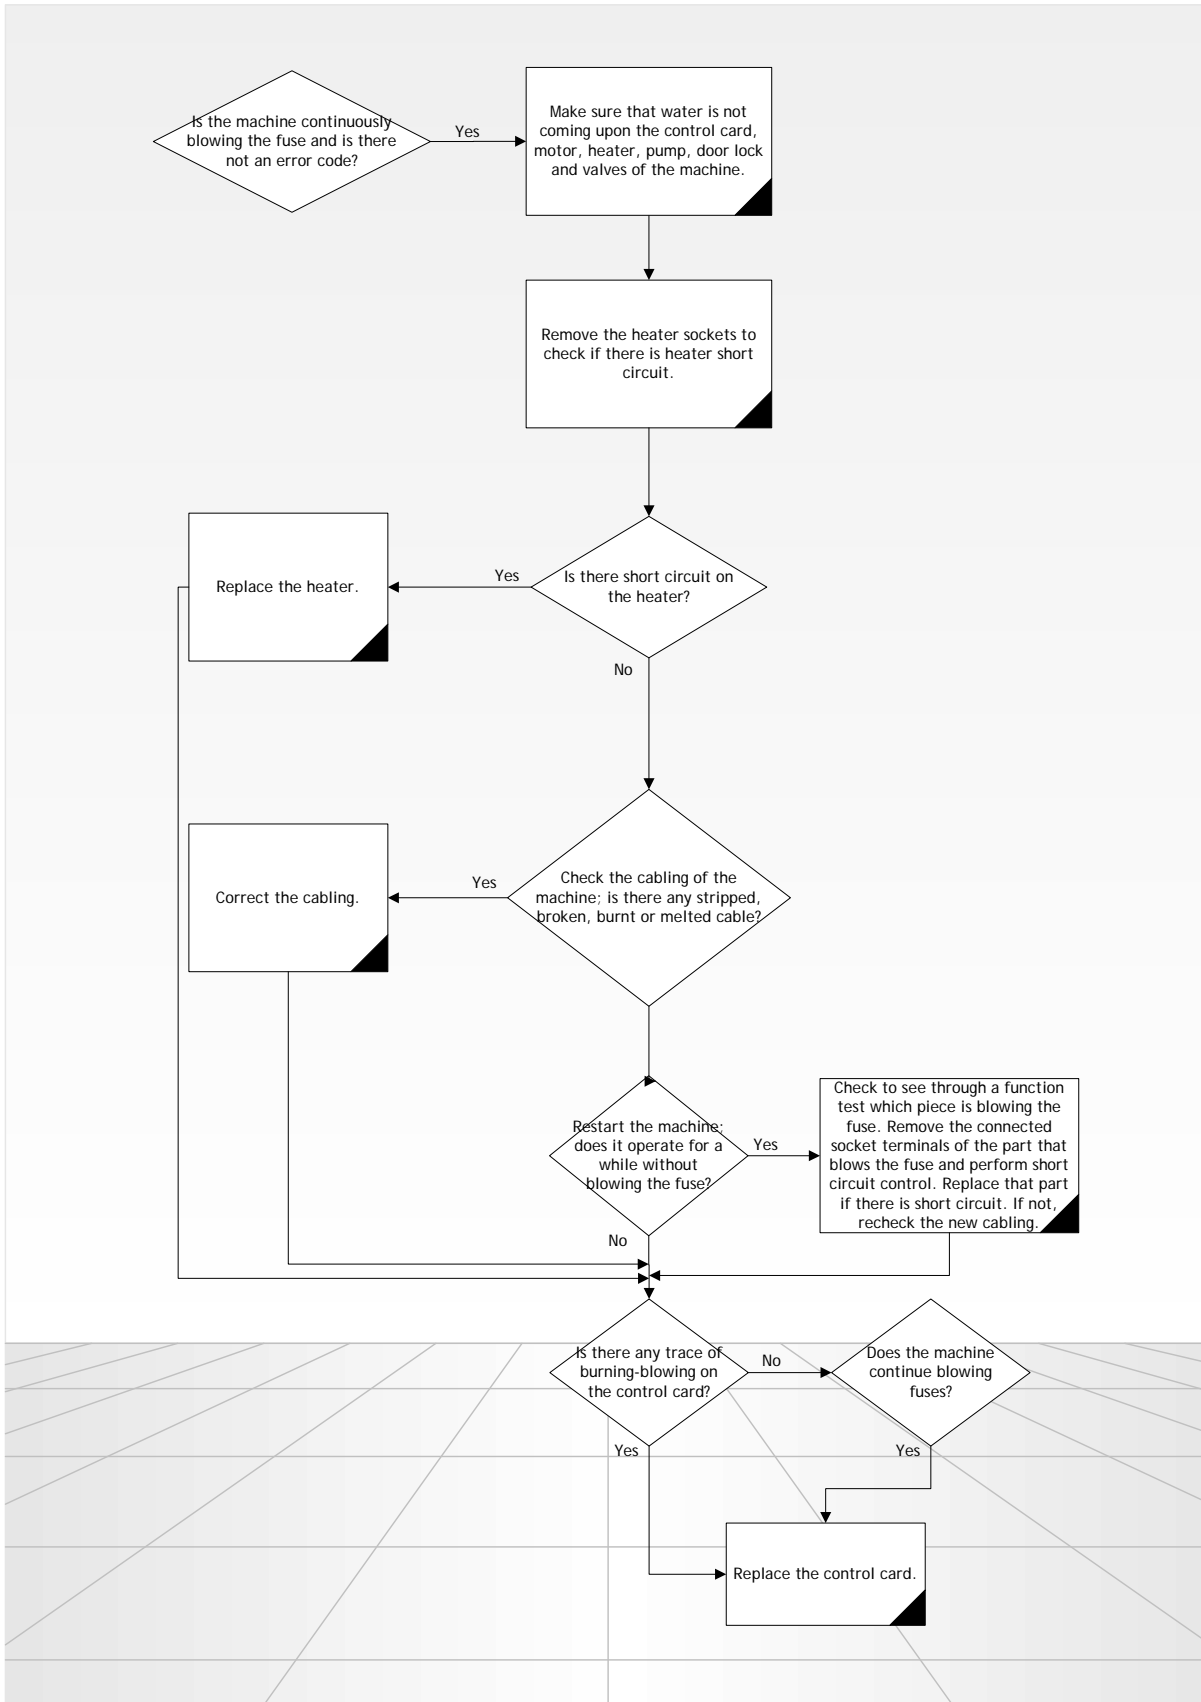 Is the machine continuously
blowing the fuse and is there
not an error code?
Yes
Make sure that water is not
coming upon the control card,
motor, heater, pump, door lock
and valves of the machine.
Remove the heater sockets to
check if there is heater short
circuit.
Replace the heater.
Yes
Is there short circuit on
the heater?
No
Correct the cabling.
Yes
Check the cabling of the
machine; is there any stripped,
broken, burnt or melted cable?
Restart the machine;
does it operate for a
while without
blowing the fuse?
Yes
Check to see through a function
test which piece is blowing the
fuse. Remove the connected
socket terminals of the part that
blows the fuse and perform short
circuit control. Replace that part
if there is short circuit. If not,
recheck the new cabling.
No
Is there any trace of
burning-blowing on
the control card?
No
Does the machine
continue blowing
fuses?
Yes
Yes
Replace the control card.